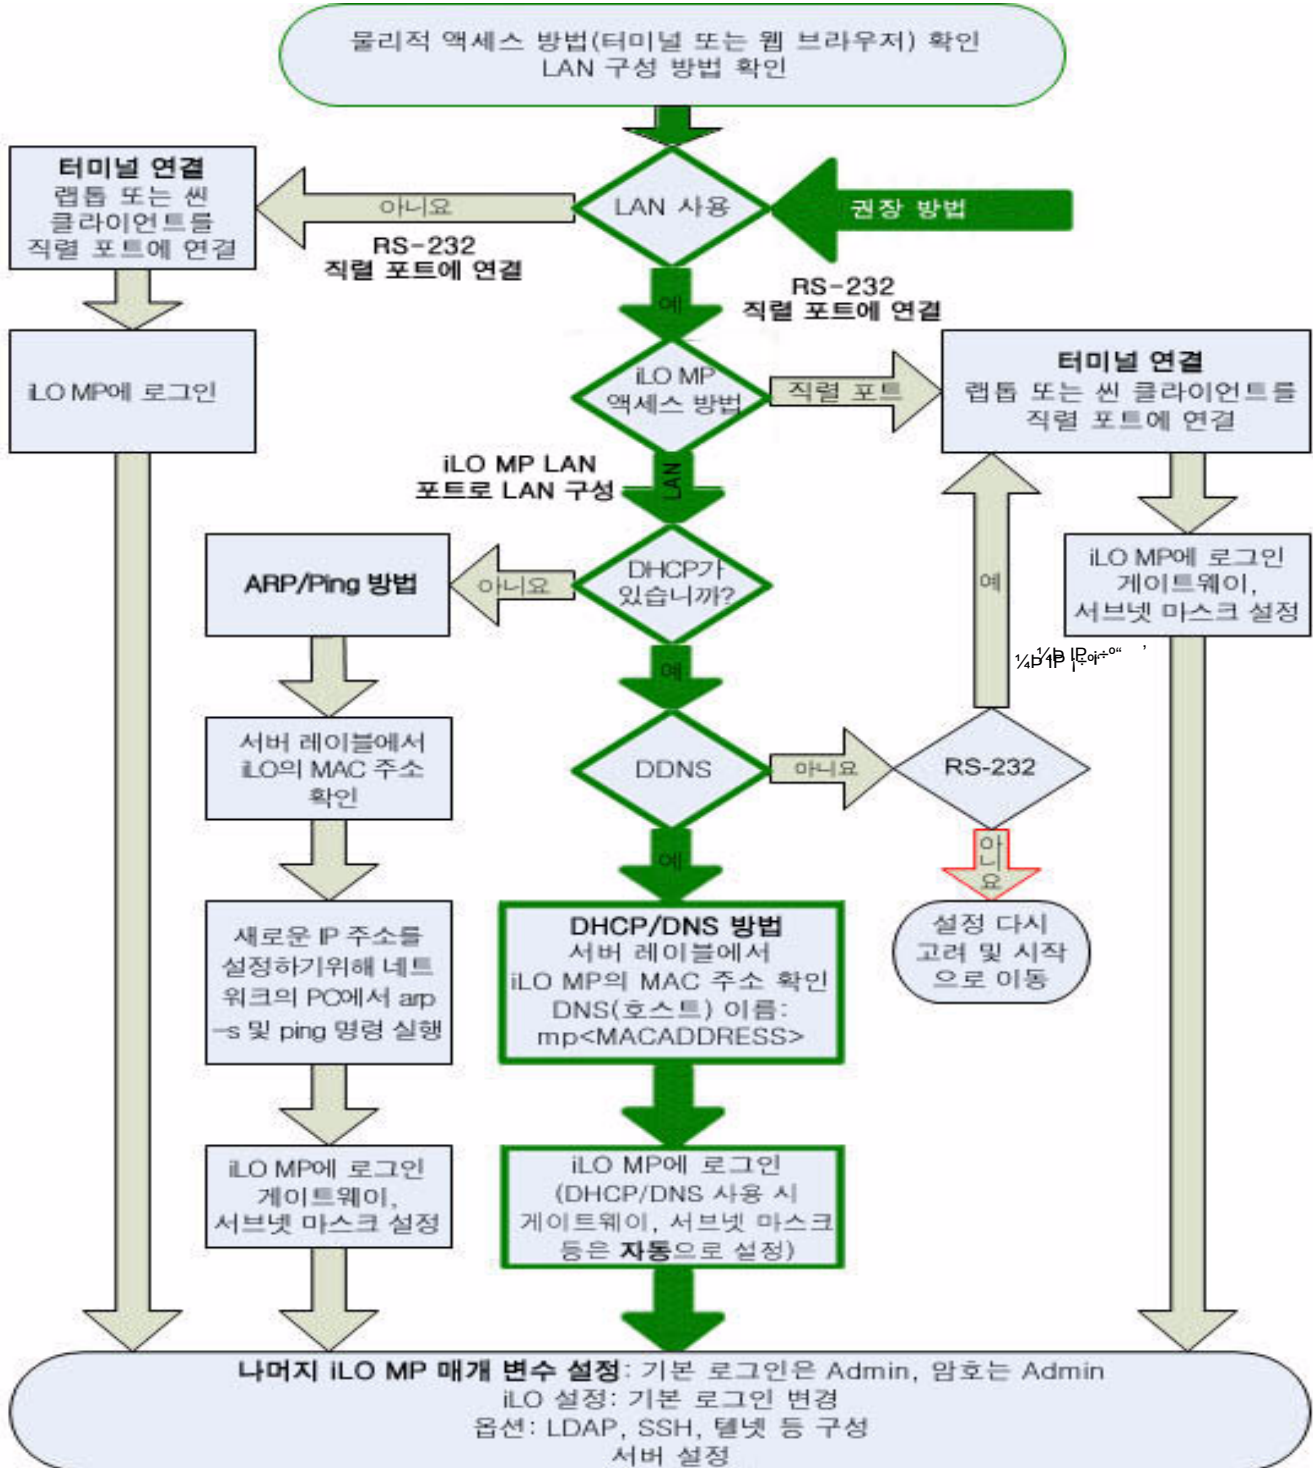 물리적 액세스 방법(터미널 또는 웹 브라우저) 확인
LAN 구성 방법 확인
터미널 연결
랩톱 또는 씬
클라이언트를
직렬 포트에 연결
아니요
LAN 사용
권장 방법
RS-232
직렬 포트에 연결
예
RS-232
직렬 포트에 연결
iLO MP에 로그인
iLO MP
액세스 방법
직렬 포트
터미널 연결
랩톱 또는 씬 클라이언트를
직렬 포트에 연결
iLO MP LAN
포트로 LAN 구성
LAN
ARP/Ping 방법
아니요
DHCP가
있습니까?
예
iLO MP에 로그인
게이트웨이,
서브넷 마스크 설정
예
서버 레이블에서
iLO의 MAC 주소
확인
DDNS
아니요
RS-232
예
아니요
새로운 IP 주소를
설정하기위해 네트
워크의 PC에서 arp
-s 및 ping 명령 실행
DHCP/DNS 방법
서버 레이블에서
iLO MP의 MAC 주소 확인
DNS(호스트) 이름:
mp<MACADDRESS>
설정 다시
고려 및 시작
으로 이동
iLO MP에 로그인
게이트웨이,
서브넷 마스크 설정
iLO MP에 로그인
(DHCP/DNS 사용 시
게이트웨이, 서브넷 마스크
등은 자동으로 설정)
나머지 iLO MP 매개 변수 설정: 기본 로그인은 Admin, 암호는 Admin
iLO 설정: 기본 로그인 변경
옵션: LDAP, SSH, 텔넷 등 구성
서버 설정